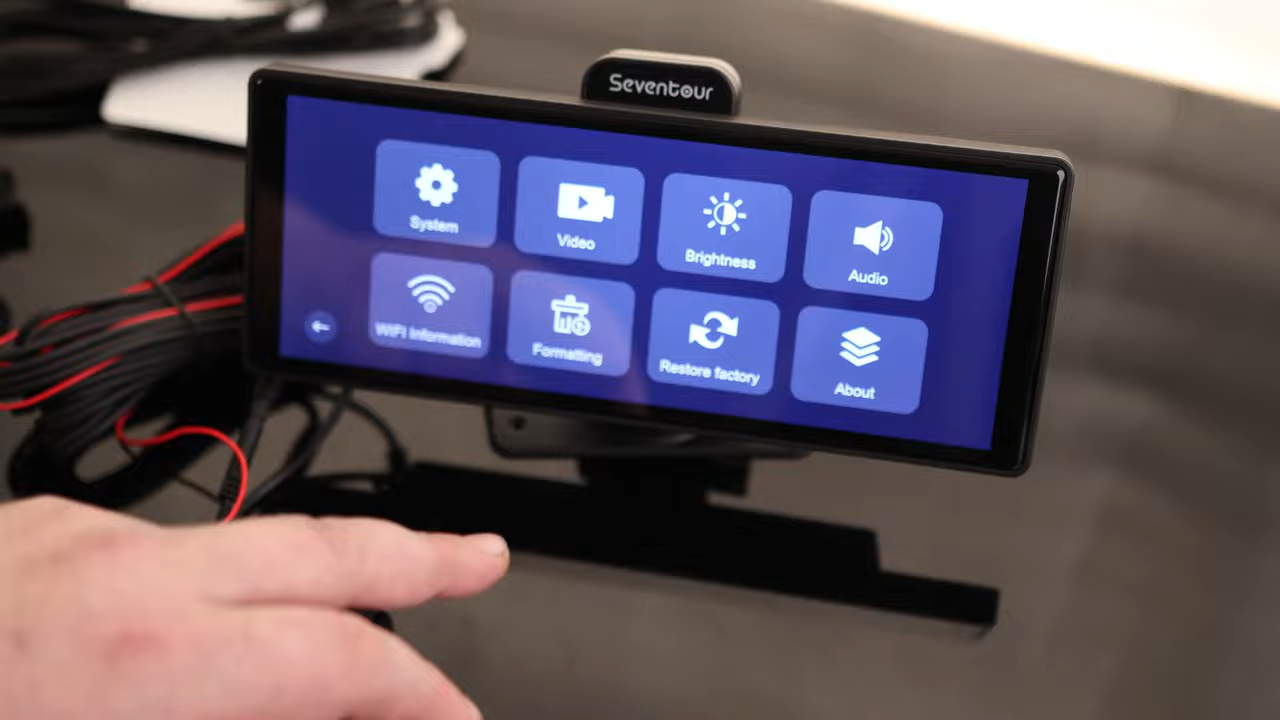 Seventour
System
Video
Brightness
Audio
WIFI Information
Formatting
Restore factory
About